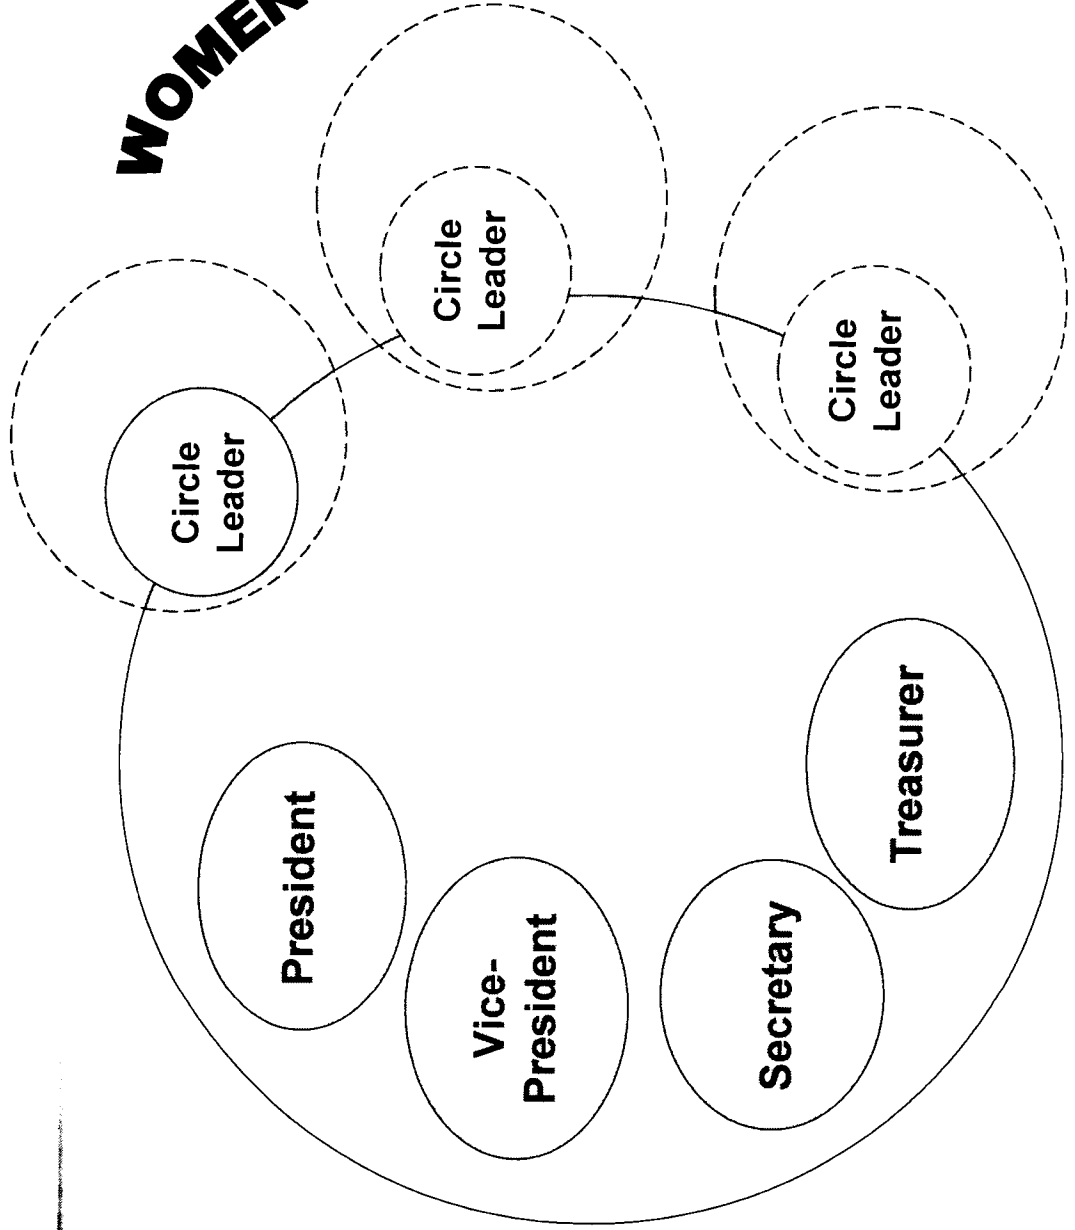 WOMEN
Circle
Leader
Circle
Leader
Circle
Leader
President
Vice-
President
Secretary
Treasurer